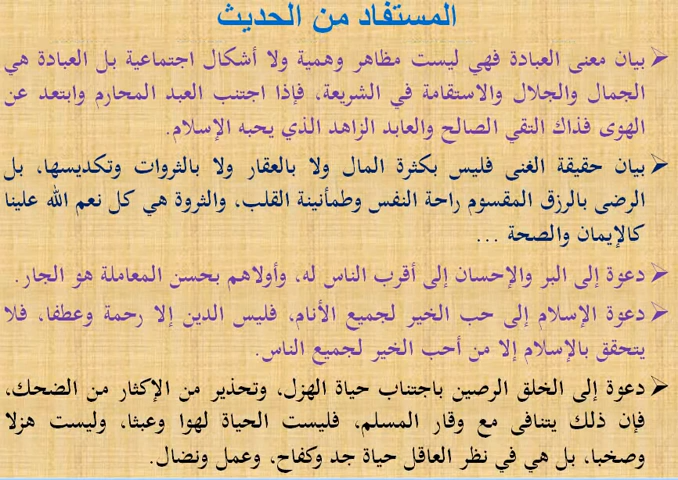 المستفاد من الحديث
بيان معنى العبادة فهي ليست مظاهر وهمية ولا أشكال اجتماعية بل العبادة هي
الجمال والجلال والاستقامة في الشريعة، فإذا اجتنب العبد المحارم وابتعد عن
الهوى فذاك التقي الصالح والعابد الزاهد الذي يحبه الإسلام.
بيان حقيقة الغنى فليس بكثرة المال ولا بالعقار ولا بالثروات وتكديسها، بل
الرضى بالرزق المقسوم راحة النفس وطمأنينة القلب، والثروة هي كل نعم الله علينا
كالإيمان والصحة ...
دعوة إلى البر والإحسان إلى أقرب الناس له، وأولاهم بحسن المعاملة هو الجار.
دعوة الإسلام إلى حب الخير لجميع الأنام، فليس الدين إلا رحمة وعطفا، فلا
يتحقق بالإسلام إلا من أحب الخير لجميع الناس.
دعوة إلى الخلق الرصين باجتناب حياة الهزل، وتحذير من الإكثار من الضحك،
فإن ذلك يتنافى مع وقار المسلم، فليست الحياة لهوا وعبثا، وليست هزلا
وصخبا، بل هي في نظر العاقل حياة جد وكفاح، وعمل ونضال.